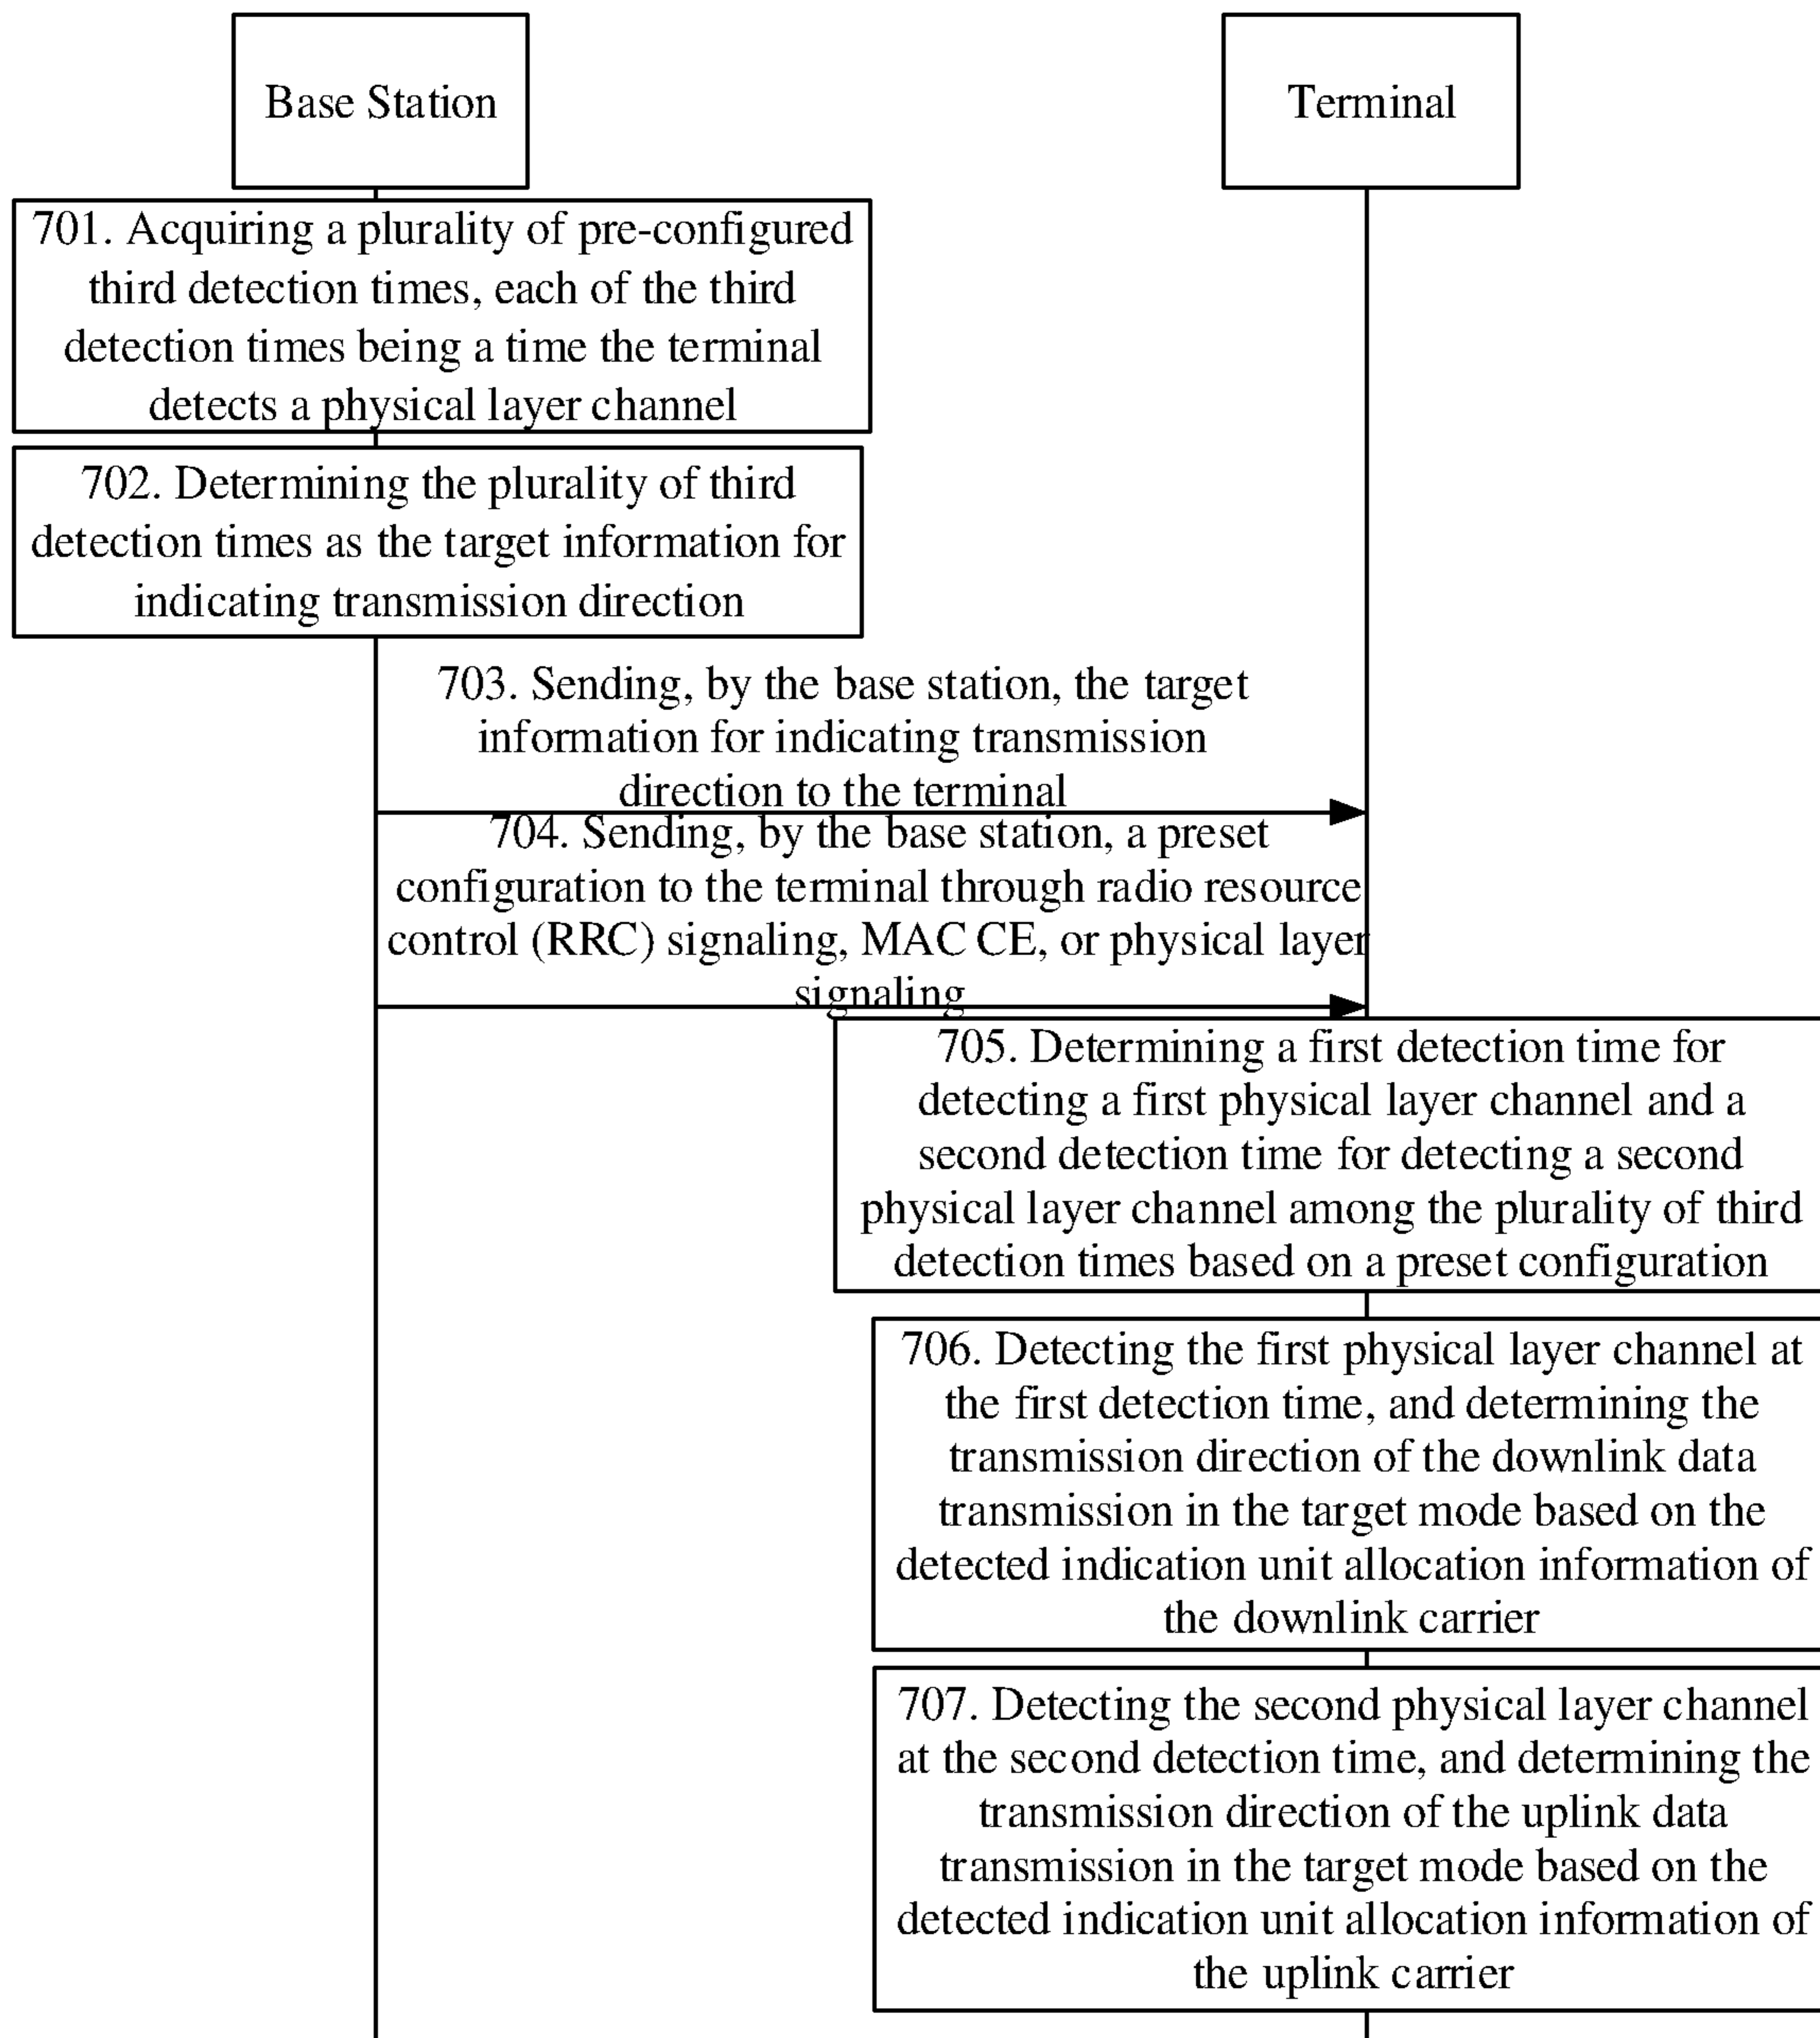 Base Station
Terminal
701. Acquiring a plurality of pre-configured
third detection times, each of the third
detection times being a time the terminal
detects a physical layer channel
702. Determining the plurality of third
detection times as the target information for
indicating transmission direction
703. Sending, by the base station, the target
information for indicating transmission
direction to the terminal
704. Sending, by the base station, a preset
configuration to the terminal through radio resource
control (RRC) signaling, MAC CE, or physical layer
signaling
705. Determining a first detection time for
detecting a first physical layer channel and a
second detection time for detecting a second
physical layer channel among the plurality of third
detection times based on a preset configuration
706. Detecting the first physical layer channel at
the first detection time, and determining the
transmission direction of the downlink data
transmission in the target mode based on the
detected indication unit allocation information of
the downlink carrier
707. Detecting the second physical layer channel
at the second detection time, and determining the
transmission direction of the uplink data
transmission in the target mode based on the
detected indication unit allocation information of
the uplink carrier